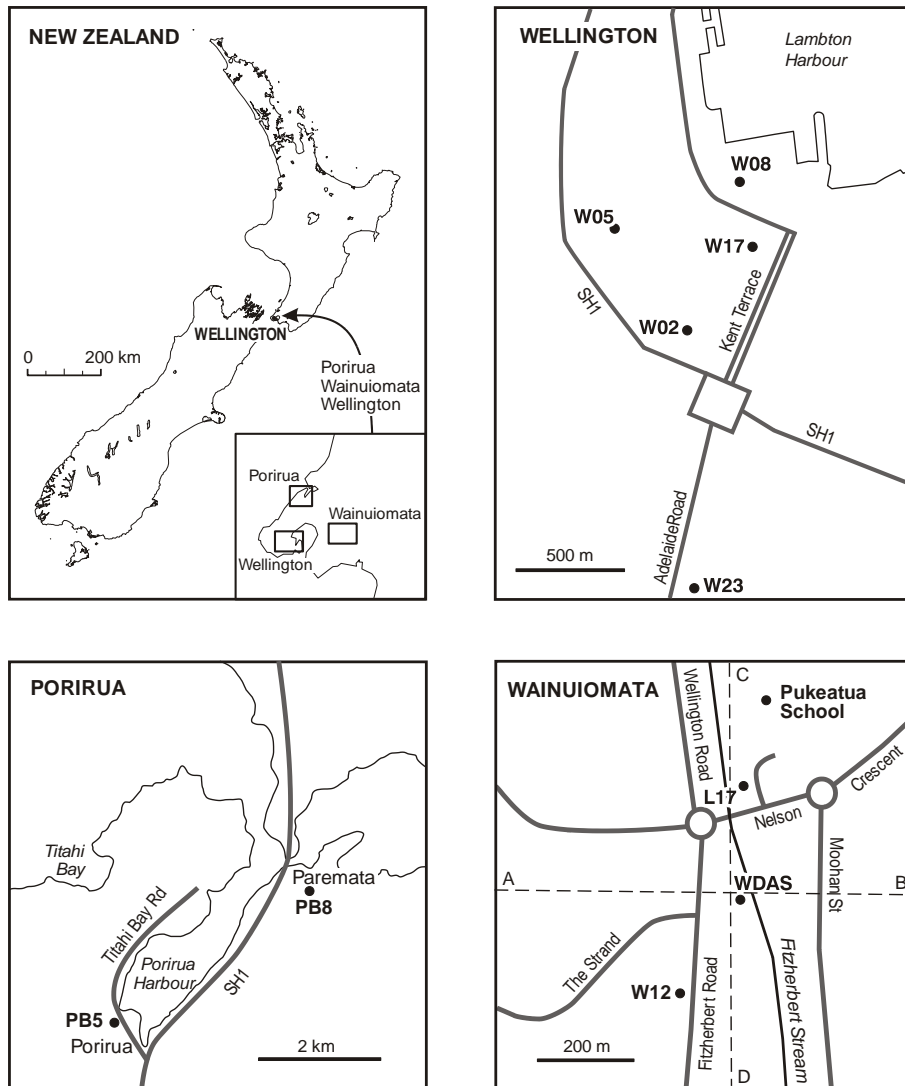 NEW ZEALAND
WELLINGTON
0 200 km
Porirua
Wainuiomata
Wellington
Porirua
Wainuiomata
Wellington
WELLINGTON
Lambton
Harbour
W08
W05
W17
SH1
Kent Terrace
W02
SH1
AdelaideRoad
500 m
W23
PORIRUA
Titahi
Bay
Titahi Bay Rd
Paremata
PB8
Porirua
Harbour
SH1
PB5
Porirua
2 km
WAINUIOMATA
Wellington Road
C
Pukeatua
School
Crescent
L17
Nelson
Moohan St
A
WDAS
B
The Strand
Fitzherbert Road
Fitzherbert Stream
W12
200 m
D